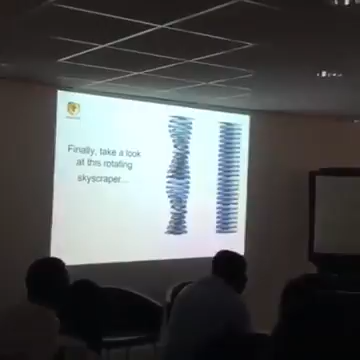 Finally, take a look
at this rotating
skyscraper...